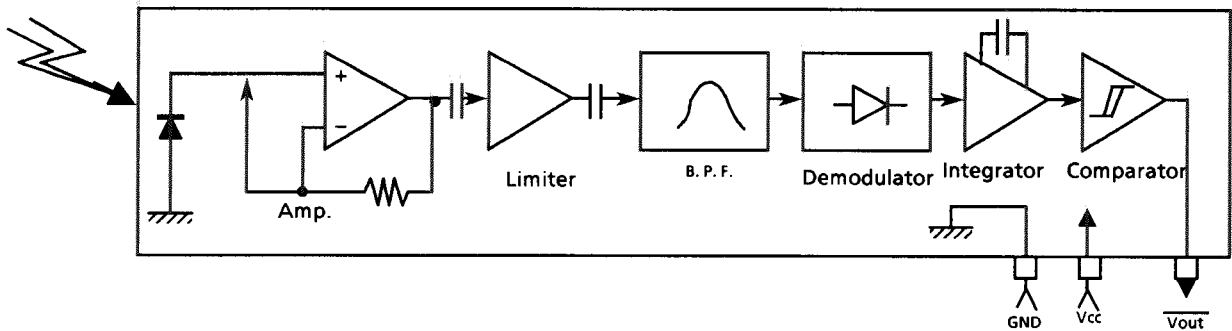 +
−
Amp.
Limiter
B. P. F.
Demodulator
Integrator
Comparator
GND
Vcc
Vout